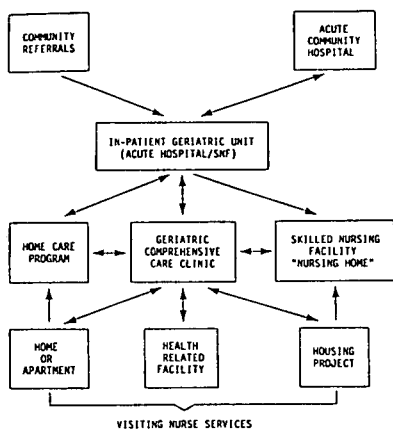 COMMUNITY
REFERRALS
ACUTE
COMMUNITY
HOSPITAL
IN-PATIENT GERIATRIC UNIT
(ACUTE HOSPITAL/SNF)
HOME CARE
PROGRAM
GERIATRIC
COMPREHENSIVE
CARE CLINIC
SKILLED NURSING
FACILITY
"NURSING HOME"
HOME
OR
APARTMENT
HEALTH
RELATED
FACILITY
HOUSING
PROJECT
VISITING NURSE SERVICES